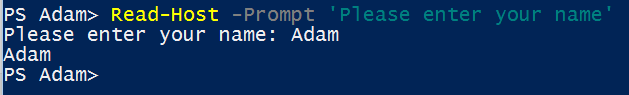 PS Adam> Read-Host -Prompt 'Please enter your name'
Please enter your name: Adam
Adam
PS Adam>